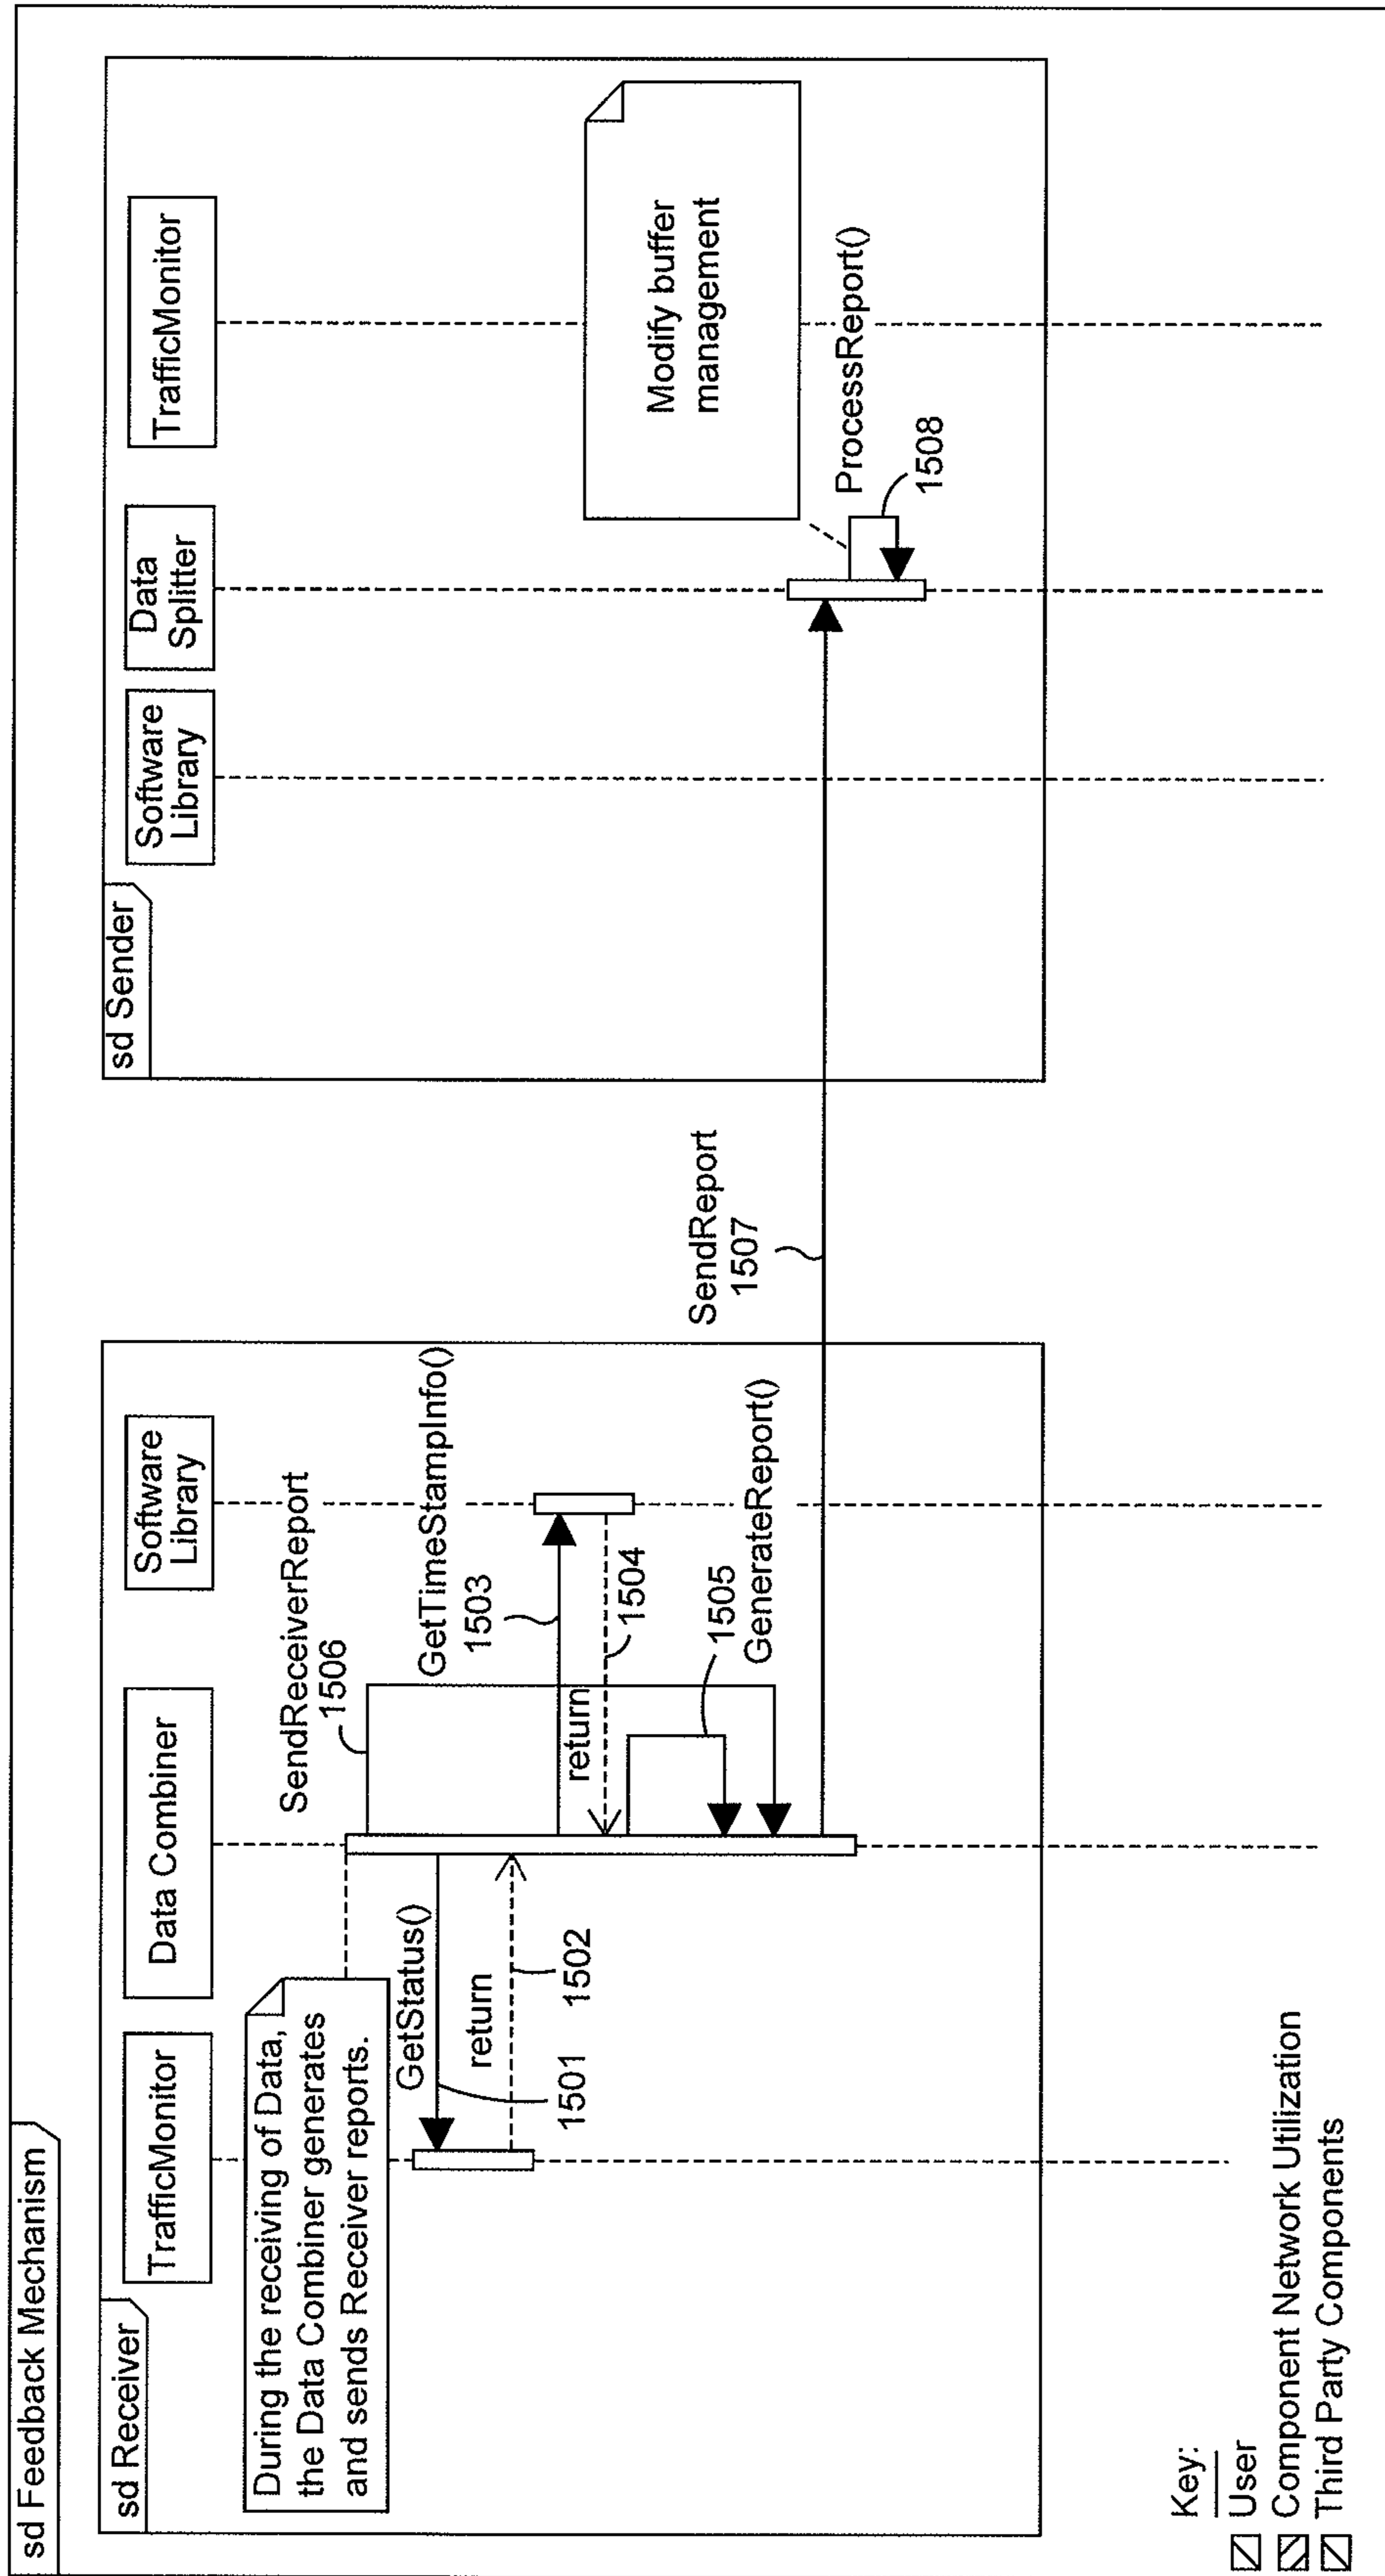 sd Feedback Mechanism
sd Receiver
TrafficMonitor
Data Combiner
Software
Library
During the receiving of Data,
the Data Combiner generates
and sends Receiver reports.
SendReceiverReport
1506
GetStatus()
1501
return
1502
GetTimeStampInfo()
1503
return
1504
1505
GenerateReport()
SendReport
1507
sd Sender
Software
Library
Data
Splitter
TrafficMonitor
Modify buffer
management
ProcessReport()
1508
Key:
User
Component Network Utilization
Third Party Components